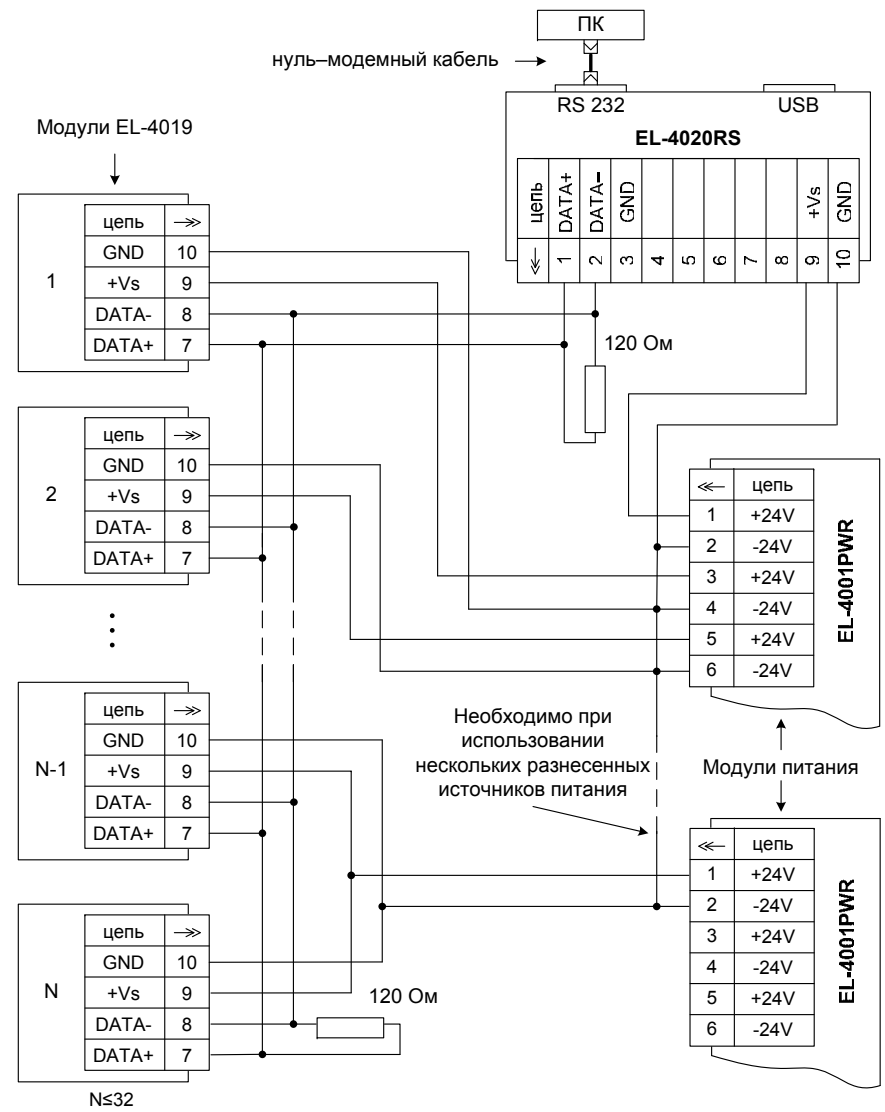 ПК
нуль–модемный кабель
RS 232 USB
EL-4020RS
цепь DATA+ DATA– GND +Vs GND
1 2 3 4 5 6 7 8 9 10
120 Ом
Модули EL-4019
1
цепь
GND 10
+Vs 9
DATA- 8
DATA+ 7
2
цепь
GND 10
+Vs 9
DATA- 8
DATA+ 7
N-1
цепь
GND 10
+Vs 9
DATA- 8
DATA+ 7
N
цепь
GND 10
+Vs 9
DATA- 8
DATA+ 7
N≤32
120 Ом
цепь
1 +24V
2 -24V
3 +24V
4 -24V
5 +24V
6 -24V
EL-4001PWR
Необходимо при
использовании
нескольких разнесенных
источников питания
Модули питания
цепь
1 +24V
2 -24V
3 +24V
4 -24V
5 +24V
6 -24V
EL-4001PWR